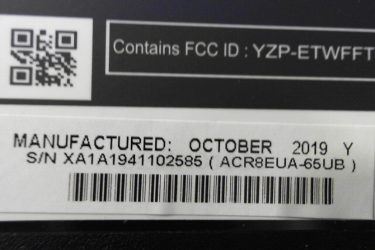 Contains FCC ID : YZP-ETWFFT
MANUFACTURED: OCTOBER 2019 Y
S/N XA1A1941102585 ( ACR8EUA-65UB )